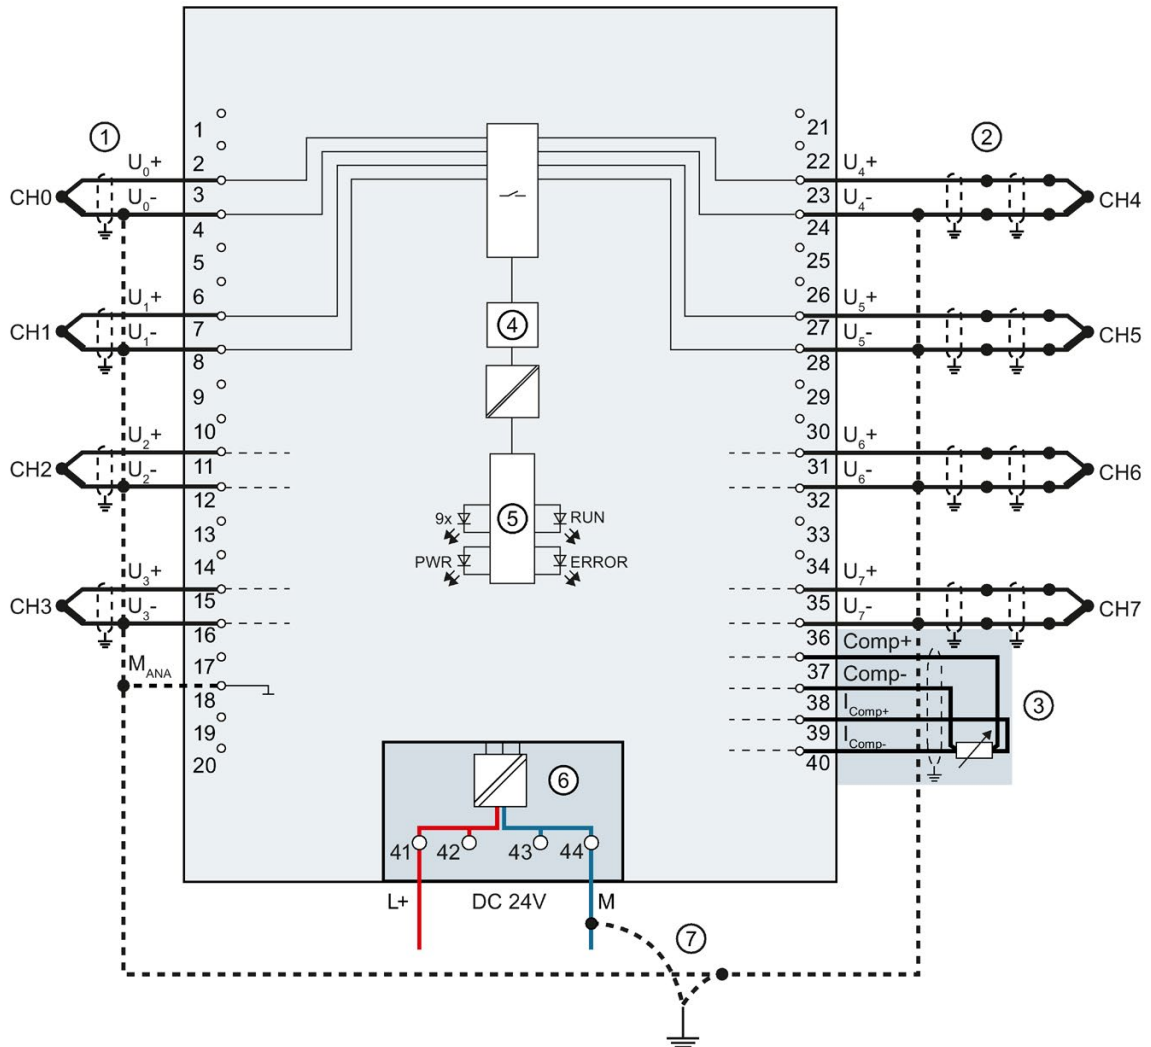 1
21
①
②
U0+
2
22
U4+
CH0
U0-
3
23
U4-
CH4
4
24
5
25
U1+
6
26
U5+
CH1
U1-
7
④
27
U5-
CH5
8
28
9
29
U2+
10
30
U6+
CH2
U2-
11
31
U6-
CH6
12
32
9x
⑤
RUN
13
33
PWR
ERROR
U3+
14
34
U7+
CH3
U3-
15
35
U7-
CH7
16
36
Comp+
MANA
17
37
Comp-
18
38
IComp+
③
19
39
IComp-
20
40
⑥
41
42
43
44
L+
DC 24V
M
⑦